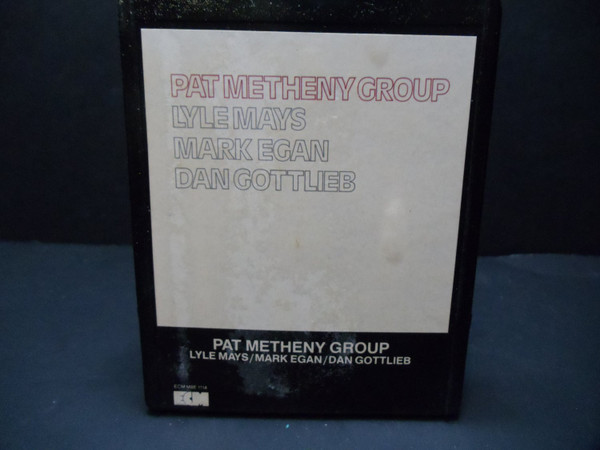 PAT METHENY GROUP
LYLE MAYS
MARK EGAN
DAN GOTTLIEB
PAT METHENY GROUP
LYLE MAYS/MARK EGAN/DAN GOTTLIEB
ECM